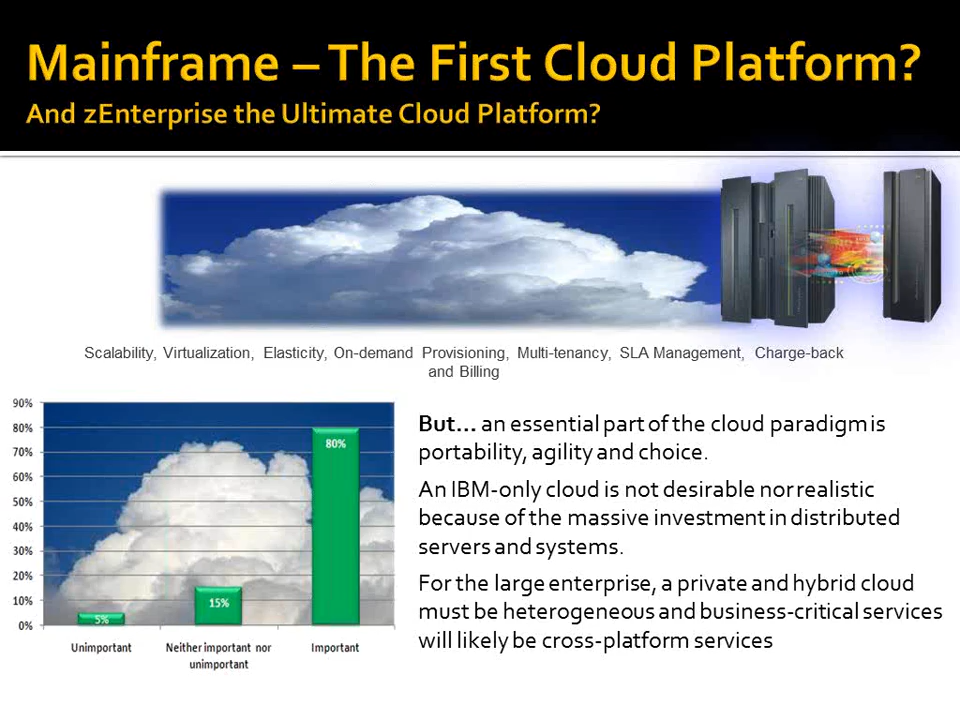 Mainframe – The First Cloud Platform?
And zEnterprise the Ultimate Cloud Platform?
Scalability, Virtualization, Elasticity, On-demand Provisioning, Multi-tenancy, SLA Management, Charge-back
and Billing
90%
80%
70%
60%
50%
40%
30%
20%
10%
0%
5%
15%
80%
Unimportant
Neither important nor
unimportant
Important
But… an essential part of the cloud paradigm is
portability, agility and choice.
An IBM-only cloud is not desirable nor realistic
because of the massive investment in distributed
servers and systems.
For the large enterprise, a private and hybrid cloud
must be heterogeneous and business-critical services
will likely be cross-platform services